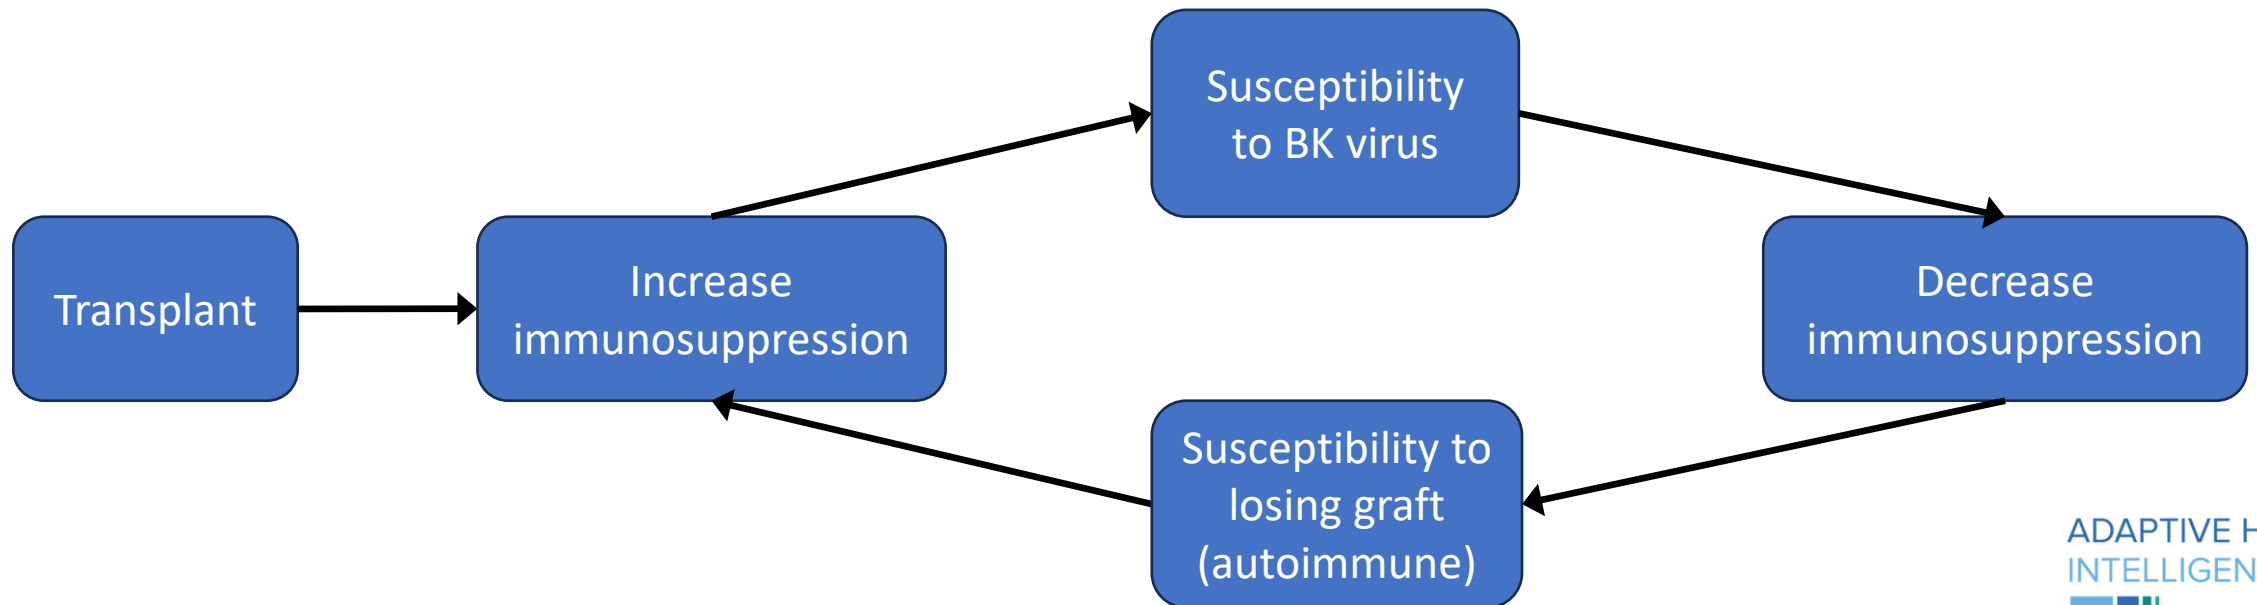 Transplant
Increase
immunosuppression
Susceptibility
to BK virus
Decrease
immunosuppression
Susceptibility to
losing graft
(autoimmune)
ADAPTIVE H
INTELLIGEN